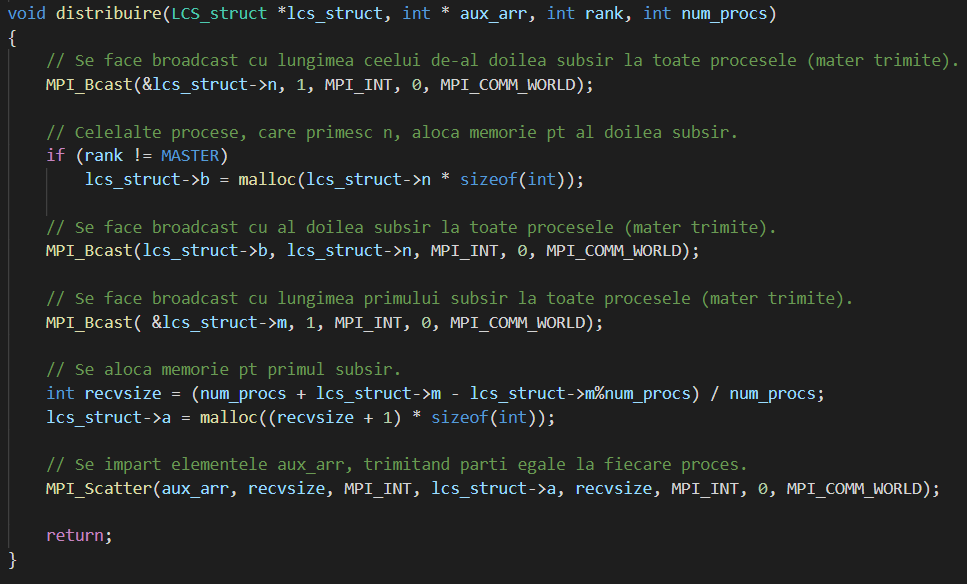 void distribuire(LCS_struct *lcs_struct, int * aux_arr, int rank, int num_procs)
{
    // Se face broadcast cu lungimea ceelui de-al doilea subsir la toate procesele (mater trimite).
    MPI_Bcast(&lcs_struct->n, 1, MPI_INT, 0, MPI_COMM_WORLD);

    // Celelalte procese, care primesc n, aloca memorie pt al doilea subsir.
    if (rank != MASTER)
        lcs_struct->b = malloc(lcs_struct->n * sizeof(int));

    // Se face broadcast cu al doilea subsir la toate procesele (mater trimite).
    MPI_Bcast(lcs_struct->b, lcs_struct->n, MPI_INT, 0, MPI_COMM_WORLD);

    // Se face broadcast cu lungimea primului subsir la toate procesele (mater trimite).
    MPI_Bcast( &lcs_struct->m, 1, MPI_INT, 0, MPI_COMM_WORLD);

    // Se aloca memorie pt primul subsir.
    int recvsize = (num_procs + lcs_struct->m - lcs_struct->m%num_procs) / num_procs;
    lcs_struct->a = malloc((recvsize + 1) * sizeof(int));

    // Se impart elementele aux_arr, trimitand parti egale la fiecare proces.
    MPI_Scatter(aux_arr, recvsize, MPI_INT, lcs_struct->a, recvsize, MPI_INT, 0, MPI_COMM_WORLD);

    return;
}